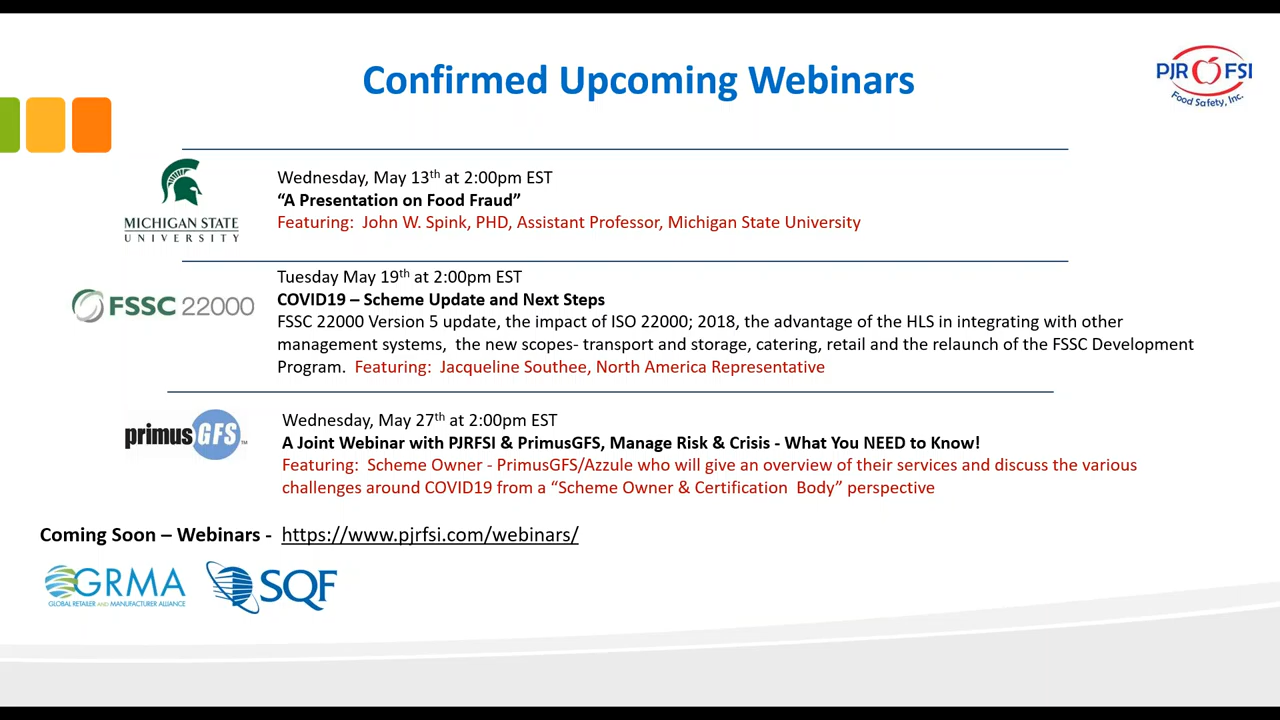 Confirmed Upcoming Webinars
PJR FSI
Food Safety, Inc.
MICHIGAN STATE
UNIVERSITY
Wednesday, May 13th at 2:00pm EST
“A Presentation on Food Fraud”
Featuring: John W. Spink, PHD, Assistant Professor, Michigan State University
FSSC 22000
Tuesday May 19th at 2:00pm EST
COVID19 – Scheme Update and Next Steps
FSSC 22000 Version 5 update, the impact of ISO 22000; 2018, the advantage of the HLS in integrating with other
management systems, the new scopes- transport and storage, catering, retail and the relaunch of the FSSC Development
Program. Featuring: Jacqueline Southee, North America Representative
primusGFS™
Wednesday, May 27th at 2:00pm EST
A Joint Webinar with PJRFSI & PrimusGFS, Manage Risk & Crisis - What You NEED to Know!
Featuring: Scheme Owner - PrimusGFS/Azzule who will give an overview of their services and discuss the various
challenges around COVID19 from a “Scheme Owner & Certification Body” perspective
Coming Soon – Webinars - https://www.pjrfsi.com/webinars/
GRMA
GLOBAL RETAILER AND MANUFACTURER ALLIANCE
SQF